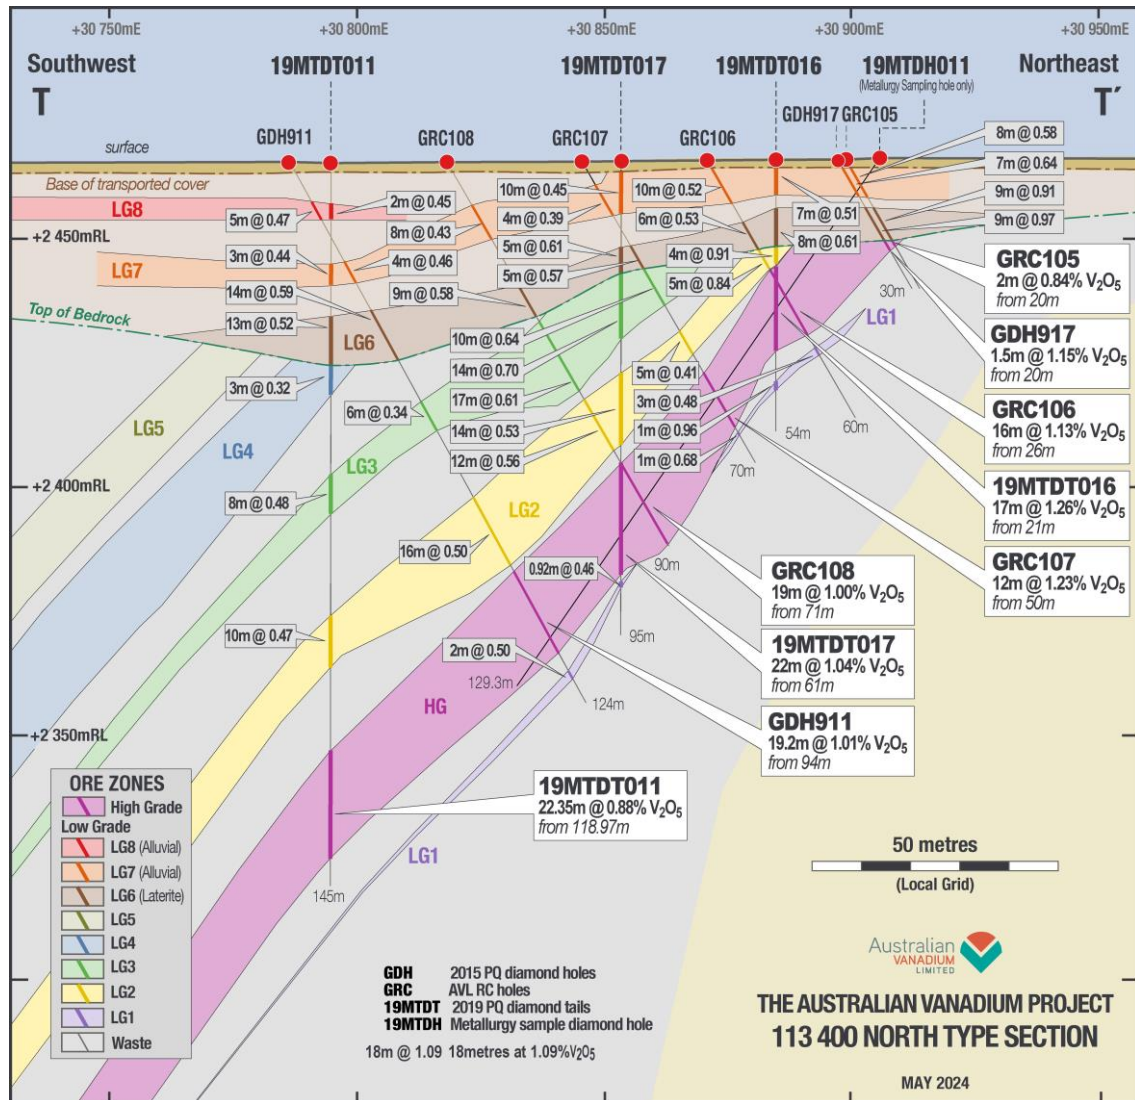 +30 750mE
+30 800mE
+30 850mE
+30 900mE
+30 950mE
Southwest
19MTDT011
19MTDT017
19MTDT016
19MTDH011
(Metallurgy Sampling hole only)
Northeast
T
T´
GDH911
GRC108
GRC107
GRC106
GDH917
GRC105
surface
Base of transported cover
8m @ 0.58
7m @ 0.64
9m @ 0.91
9m @ 0.97
LG8
5m @ 0.47
2m @ 0.45
8m @ 0.43
10m @ 0.45
4m @ 0.39
10m @ 0.52
6m @ 0.53
7m @ 0.51
8m @ 0.61
+2 450mRL
LG7
3m @ 0.44
4m @ 0.46
5m @ 0.61
5m @ 0.57
4m @ 0.91
5m @ 0.84
14m @ 0.59
9m @ 0.58
13m @ 0.52
Top of Bedrock
LG6
30m
LG1
GRC105
2m @ 0.84% V₂O₅
from 20m
GDH917
1.5m @ 1.15% V₂O₅
from 20m
GRC106
16m @ 1.13% V₂O₅
from 26m
19MTDT016
17m @ 1.26% V₂O₅
from 21m
GRC107
12m @ 1.23% V₂O₅
from 50m
10m @ 0.64
14m @ 0.70
17m @ 0.61
5m @ 0.41
3m @ 0.48
1m @ 0.96
1m @ 0.68
3m @ 0.32
6m @ 0.34
14m @ 0.53
12m @ 0.56
54m
60m
70m
LG5
LG4
LG3
+2 400mRL
8m @ 0.48
LG2
16m @ 0.50
0.92m @ 0.46
90m
95m
10m @ 0.47
2m @ 0.50
129.3m
124m
GRC108
19m @ 1.00% V₂O₅
from 71m
19MTDT017
22m @ 1.04% V₂O₅
from 61m
GDH911
19.2m @ 1.01% V₂O₅
from 94m
HG
+2 350mRL
19MTDT011
22.35m @ 0.88% V₂O₅
from 118.97m
LG1
145m
ORE ZONES
High Grade
Low Grade
LG8 (Alluvial)
LG7 (Alluvial)
LG6 (Laterite)
LG5
LG4
LG3
LG2
LG1
Waste
50 metres
(Local Grid)
GDH 2015 PQ diamond holes
GRC AVL RC holes
19MTDT 2019 PQ diamond tails
19MTDH Metallurgy sample diamond hole
18m @ 1.09 18metres at 1.09%V₂O₅
Australian
VANADIUM
LIMITED
THE AUSTRALIAN VANADIUM PROJECT
113 400 NORTH TYPE SECTION
MAY 2024